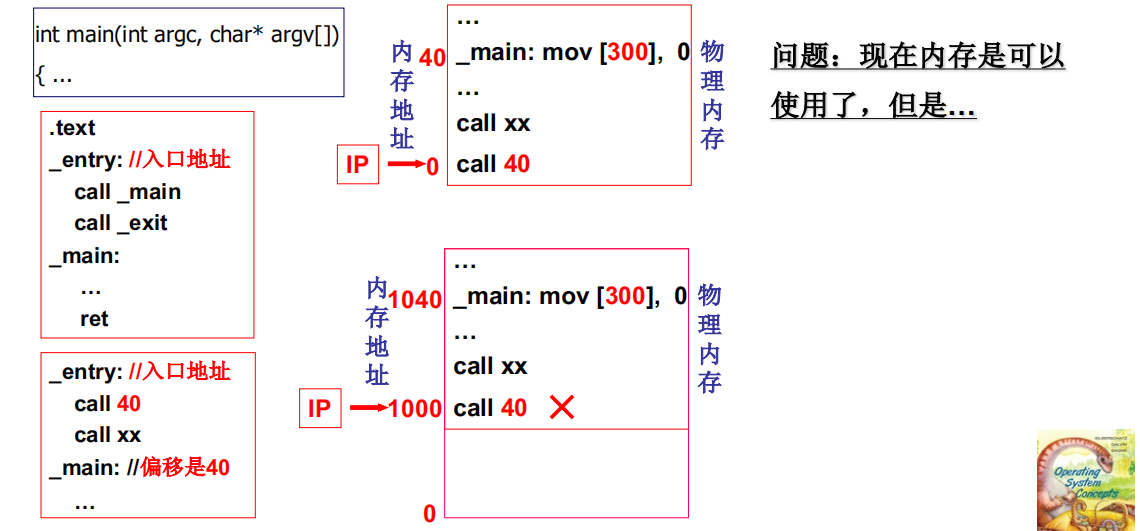 int main(int argc, char* argv[])
{ ...
.text
_entry: //入口地址
call _main
call _exit
_main:
...
ret
_entry: //入口地址
call 40
call xx
_main: //偏移是40
...
内存地址
物理内存
...
40 _main: mov [300], 0
...
call xx
IP 0 call 40
内存地址
物理内存
...
1040 _main: mov [300], 0
...
call xx
IP 1000 call 40
0
问题：现在内存是可以
使用了，但是...
SILBERSCHATZ
GALVIN
GAGNE
Operating
System
Concepts